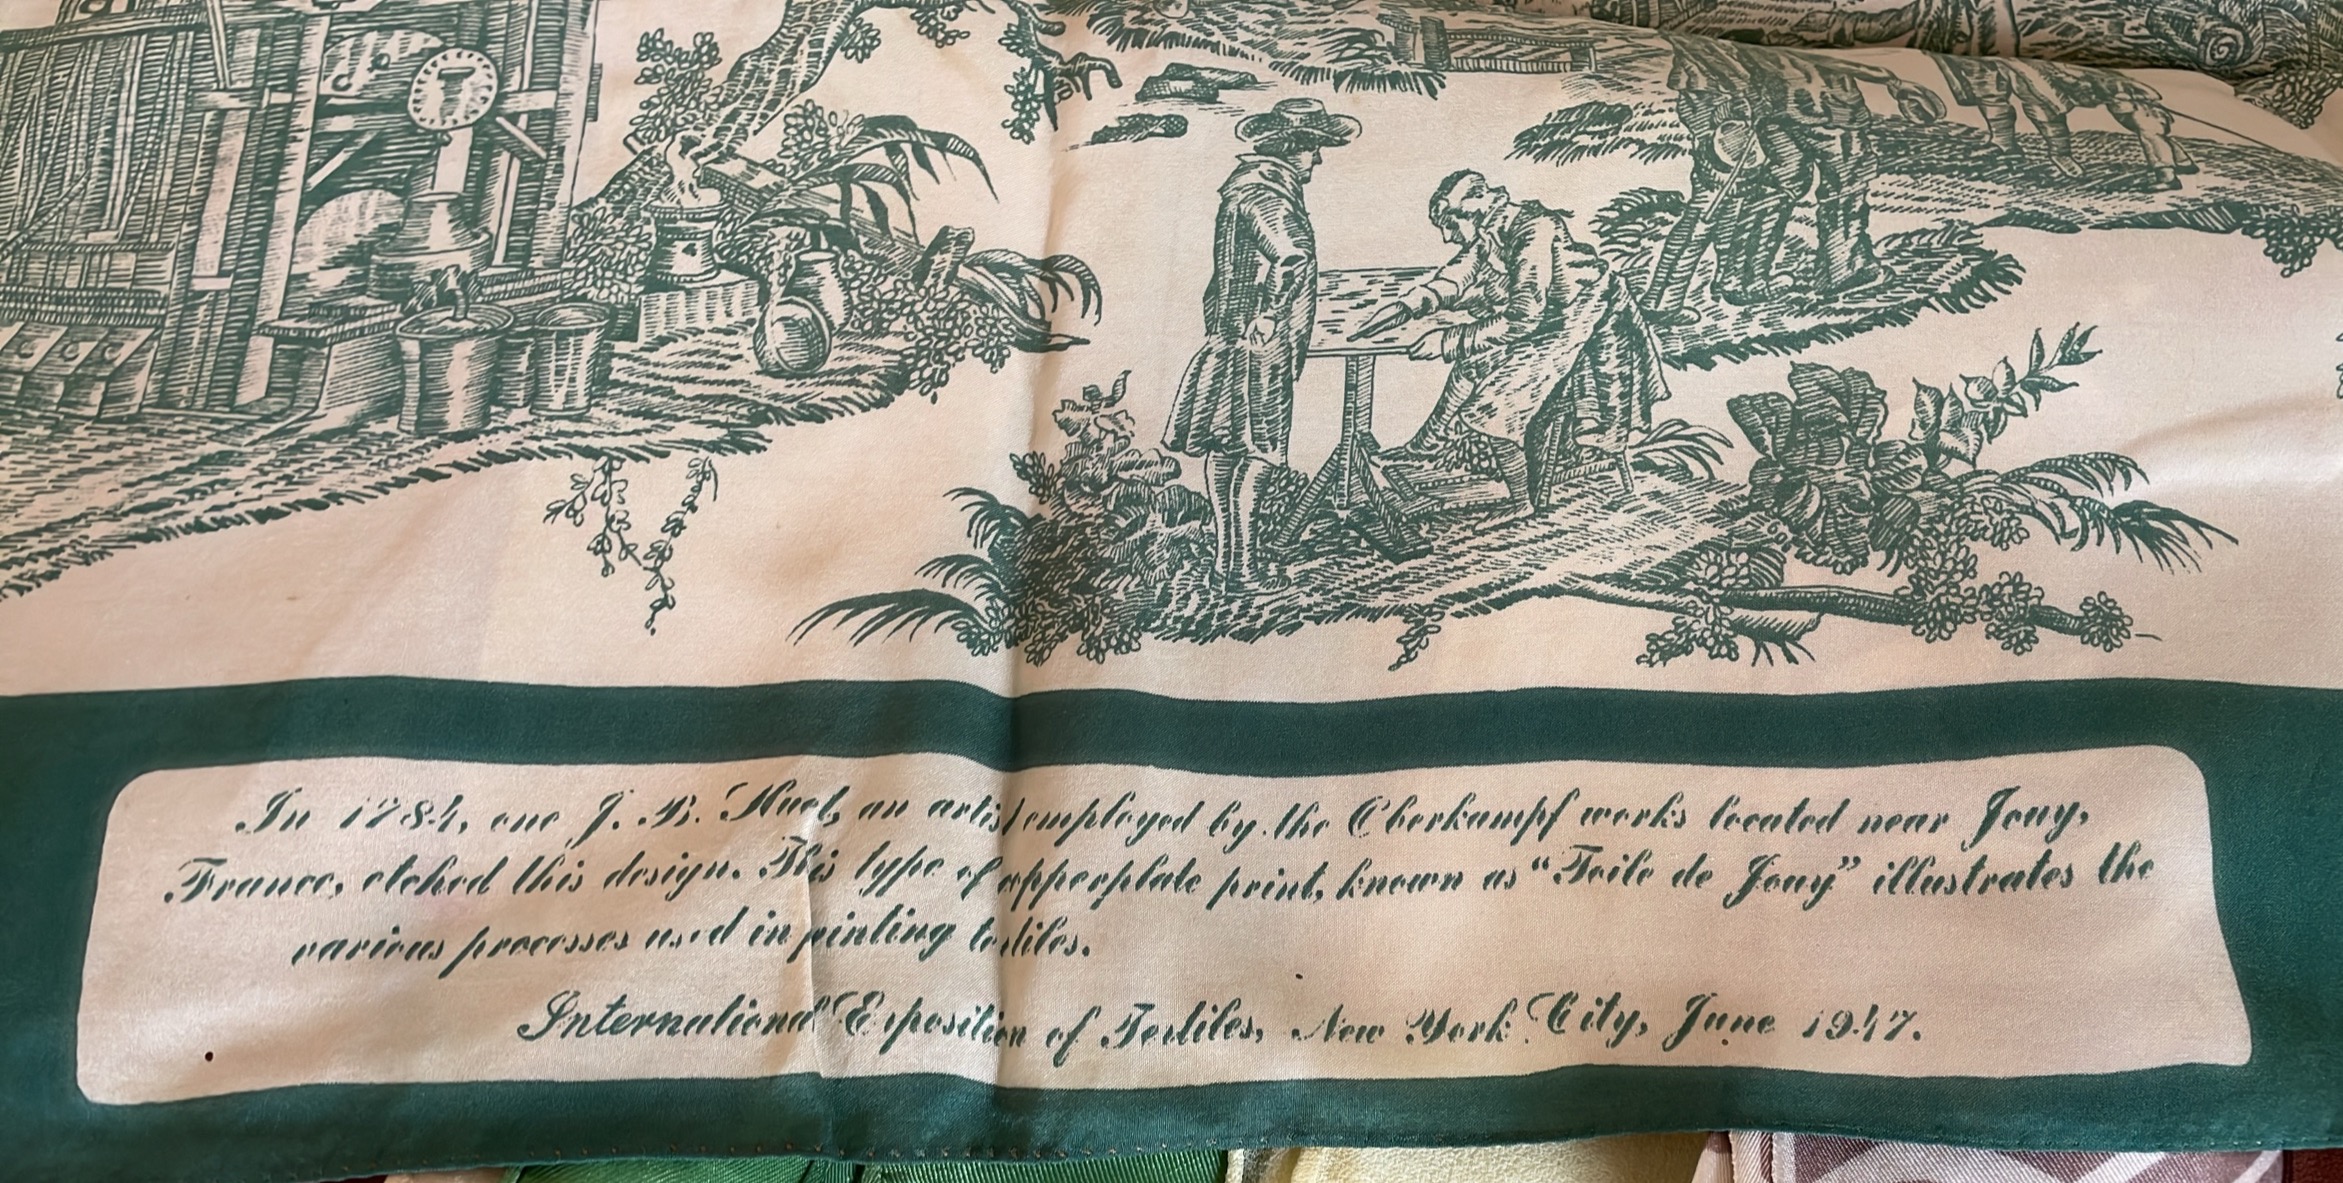 In 1784, one J. B. Huet, an artist employed by the Oberkampf works located near Jouy,
France, etched this design. This type of copperplate print, known as "Toile de Jouy" illustrates the
various processes used in printing textiles.
International Exposition of Textiles, New York City, June 1947.